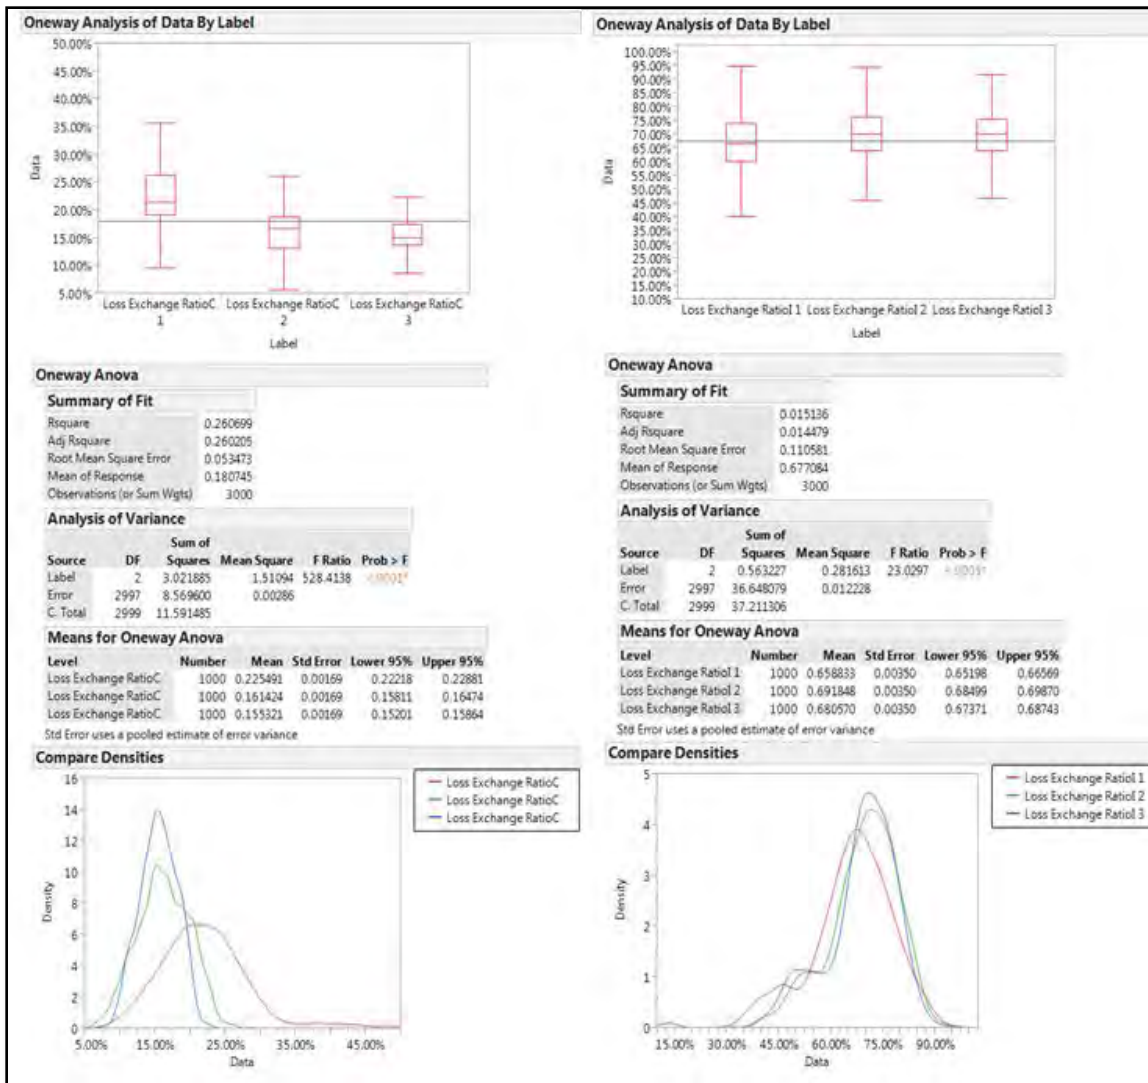 Oneway Analysis of Data By Label
50.00%
45.00%
40.00%
35.00%
30.00%
25.00%
20.00%
15.00%
10.00%
5.00%
Data
Loss Exchange RatioC 1
Loss Exchange RatioC 2
Loss Exchange RatioC 3
Label
Oneway Anova
Summary of Fit
Rsquare 0.260699
Adj Rsquare 0.260205
Root Mean Square Error 0.053473
Mean of Response 0.180745
Observations (or Sum Wgts) 3000
Analysis of Variance
Sum of
Source DF Squares Mean Square F Ratio Prob > F
Label 2 3.021885 1.51094 528.4138 <.0001*
Error 2997 8.569600 0.00286
C. Total 2999 11.591485
Means for Oneway Anova
Level Number Mean Std Error Lower 95% Upper 95%
Loss Exchange RatioC 1000 0.225491 0.00169 0.22218 0.22881
Loss Exchange RatioC 1000 0.161424 0.00169 0.15811 0.16474
Loss Exchange RatioC 1000 0.155321 0.00169 0.15201 0.15864
Std Error uses a pooled estimate of error variance
Compare Densities
16
14
12
10
8
6
4
2
0
Density
5.00% 15.00% 25.00% 35.00% 45.00%
Data
Loss Exchange RatioC
Loss Exchange RatioC
Loss Exchange RatioC
Oneway Analysis of Data By Label
100.00%
95.00%
90.00%
85.00%
80.00%
75.00%
70.00%
65.00%
60.00%
55.00%
50.00%
45.00%
40.00%
35.00%
30.00%
25.00%
20.00%
15.00%
10.00%
Data
Loss Exchange RatioI 1 Loss Exchange RatioI 2 Loss Exchange RatioI 3
Label
Oneway Anova
Summary of Fit
Rsquare 0.015136
Adj Rsquare 0.014479
Root Mean Square Error 0.110581
Mean of Response 0.677084
Observations (or Sum Wgts) 3000
Analysis of Variance
Sum of
Source DF Squares Mean Square F Ratio Prob > F
Label 2 0.563227 0.281613 23.0297 <.0001*
Error 2997 36.648079 0.012228
C. Total 2999 37.211306
Means for Oneway Anova
Level Number Mean Std Error Lower 95% Upper 95%
Loss Exchange RatioI 1 1000 0.658833 0.00350 0.65198 0.66569
Loss Exchange RatioI 2 1000 0.691848 0.00350 0.68499 0.69870
Loss Exchange RatioI 3 1000 0.680570 0.00350 0.67371 0.68743
Std Error uses a pooled estimate of error variance
Compare Densities
5
4
3
2
1
0
Density
15.00% 30.00% 45.00% 60.00% 75.00% 90.00%
Data
Loss Exchange RatioI 1
Loss Exchange RatioI 2
Loss Exchange RatioI 3